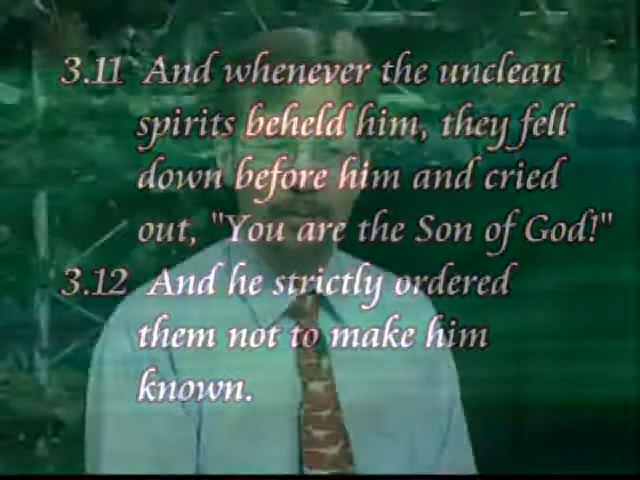 3.11 And whenever the unclean
spirits beheld him, they fell
down before him and cried
out, "You are the Son of God!"
3.12 And he strictly ordered
them not to make him
known.